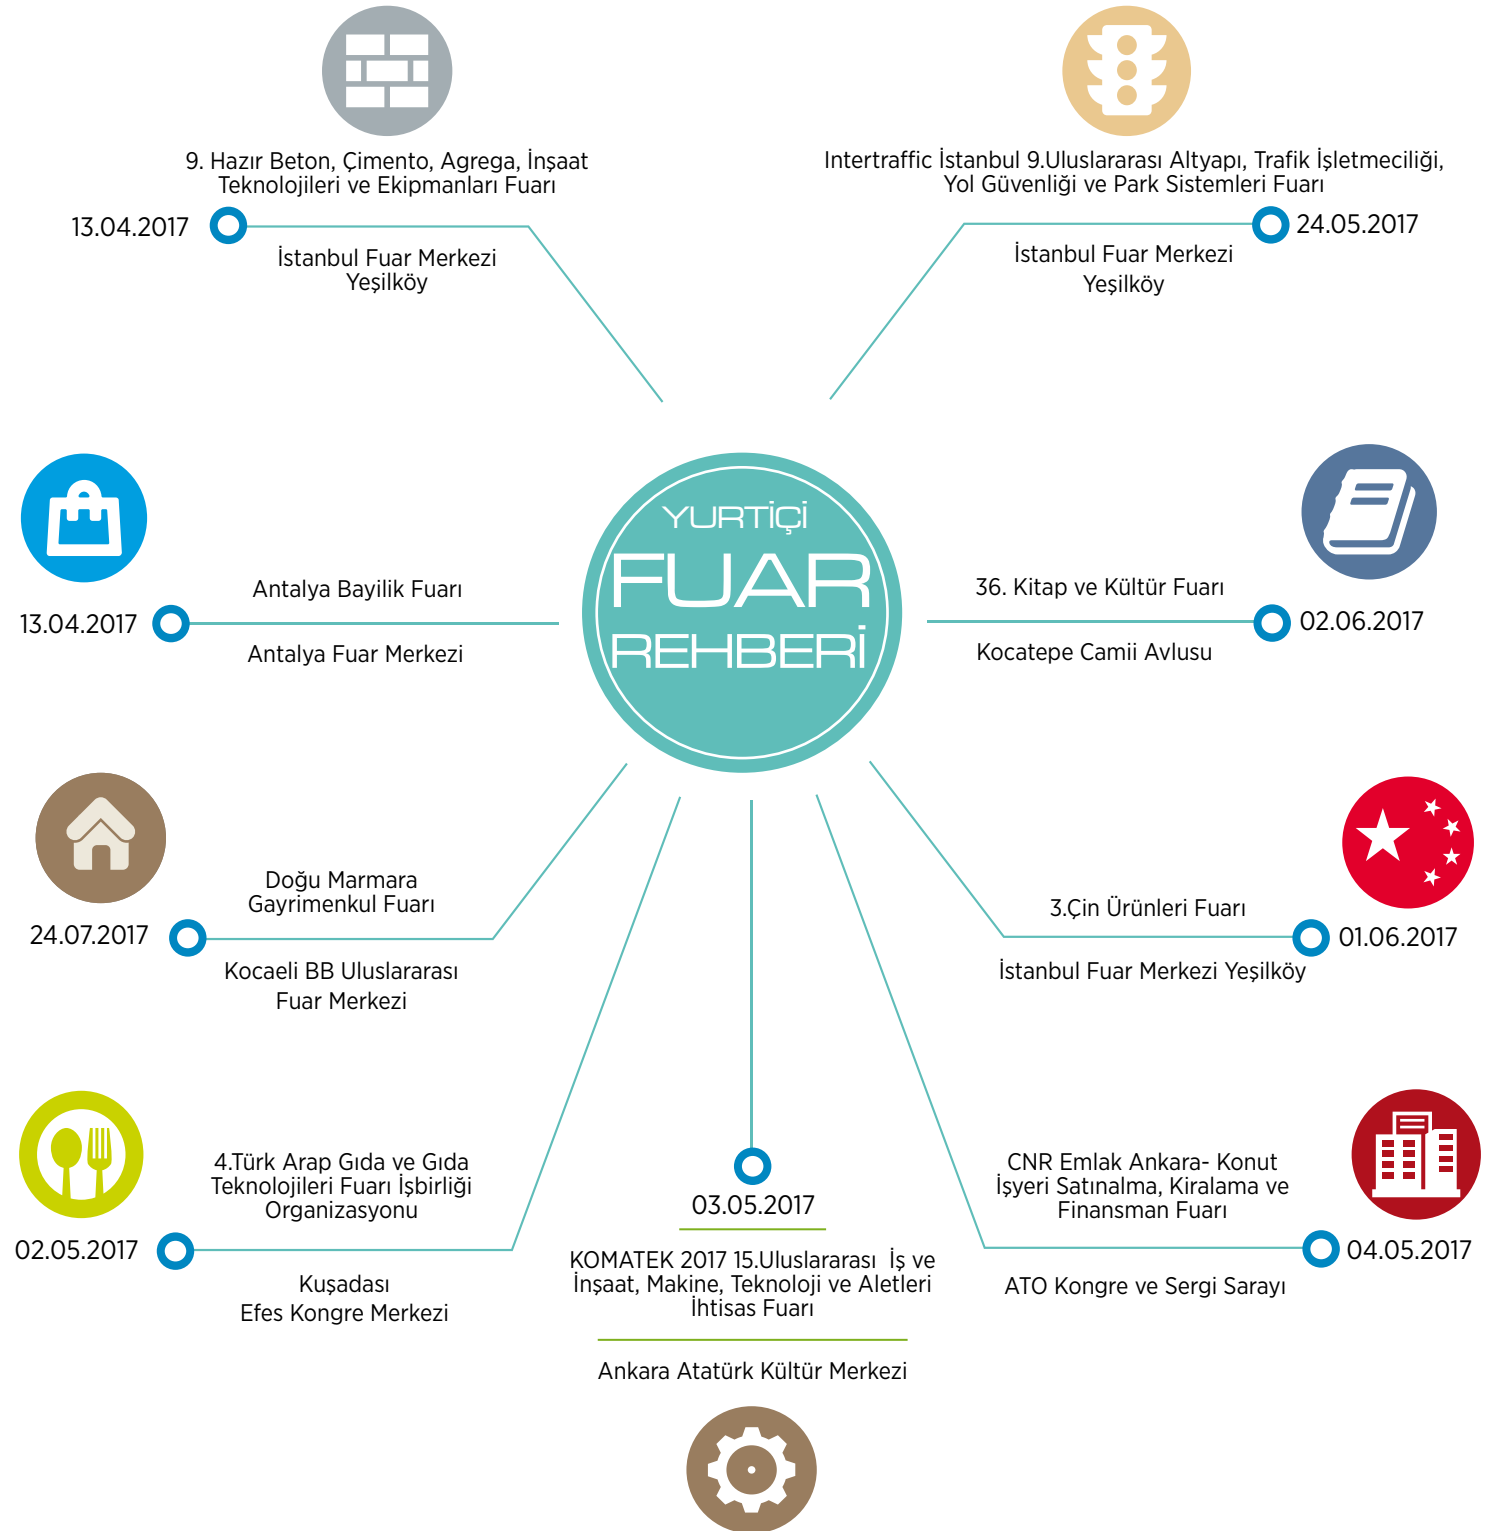 9. Hazır Beton, Çimento, Agrega, İnşaat
Teknolojileri ve Ekipmanları Fuarı
13.04.2017
İstanbul Fuar Merkezi
Yeşilköy
Intertraffic İstanbul 9.Uluslararası Altyapı, Trafik İşletmeciliği,
Yol Güvenliği ve Park Sistemleri Fuarı
24.05.2017
İstanbul Fuar Merkezi
Yeşilköy
YURTİÇİ
FUAR
REHBERİ
Antalya Bayilik Fuarı
13.04.2017
Antalya Fuar Merkezi
36. Kitap ve Kültür Fuarı
02.06.2017
Kocatepe Camii Avlusu
Doğu Marmara
Gayrimenkul Fuarı
24.07.2017
Kocaeli BB Uluslararası
Fuar Merkezi
3.Çin Ürünleri Fuarı
01.06.2017
İstanbul Fuar Merkezi Yeşilköy
4.Türk Arap Gıda ve Gıda
Teknolojileri Fuarı İşbirliği
Organizasyonu
02.05.2017
Kuşadası
Efes Kongre Merkezi
03.05.2017
KOMATEK 2017 15.Uluslararası İş ve
İnşaat, Makine, Teknoloji ve Aletleri
İhtisas Fuarı
Ankara Atatürk Kültür Merkezi
CNR Emlak Ankara- Konut
İşyeri Satınalma, Kiralama ve
Finansman Fuarı
04.05.2017
ATO Kongre ve Sergi Sarayı